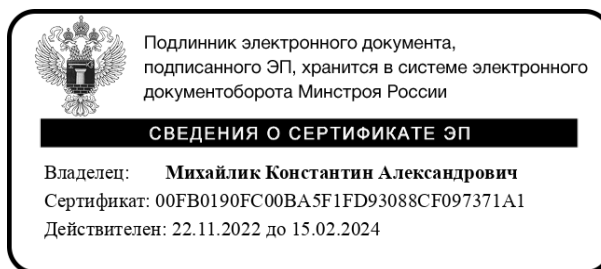 Подлинник электронного документа,
подписанного ЭП, хранится в системе электронного
документооборота Минстроя России
СВЕДЕНИЯ О СЕРТИФИКАТЕ ЭП
Владелец: Михайлик Константин Александрович
Сертификат: 00FB0190FC00BA5F1FD93088CF097371A1
Действителен: 22.11.2022 до 15.02.2024